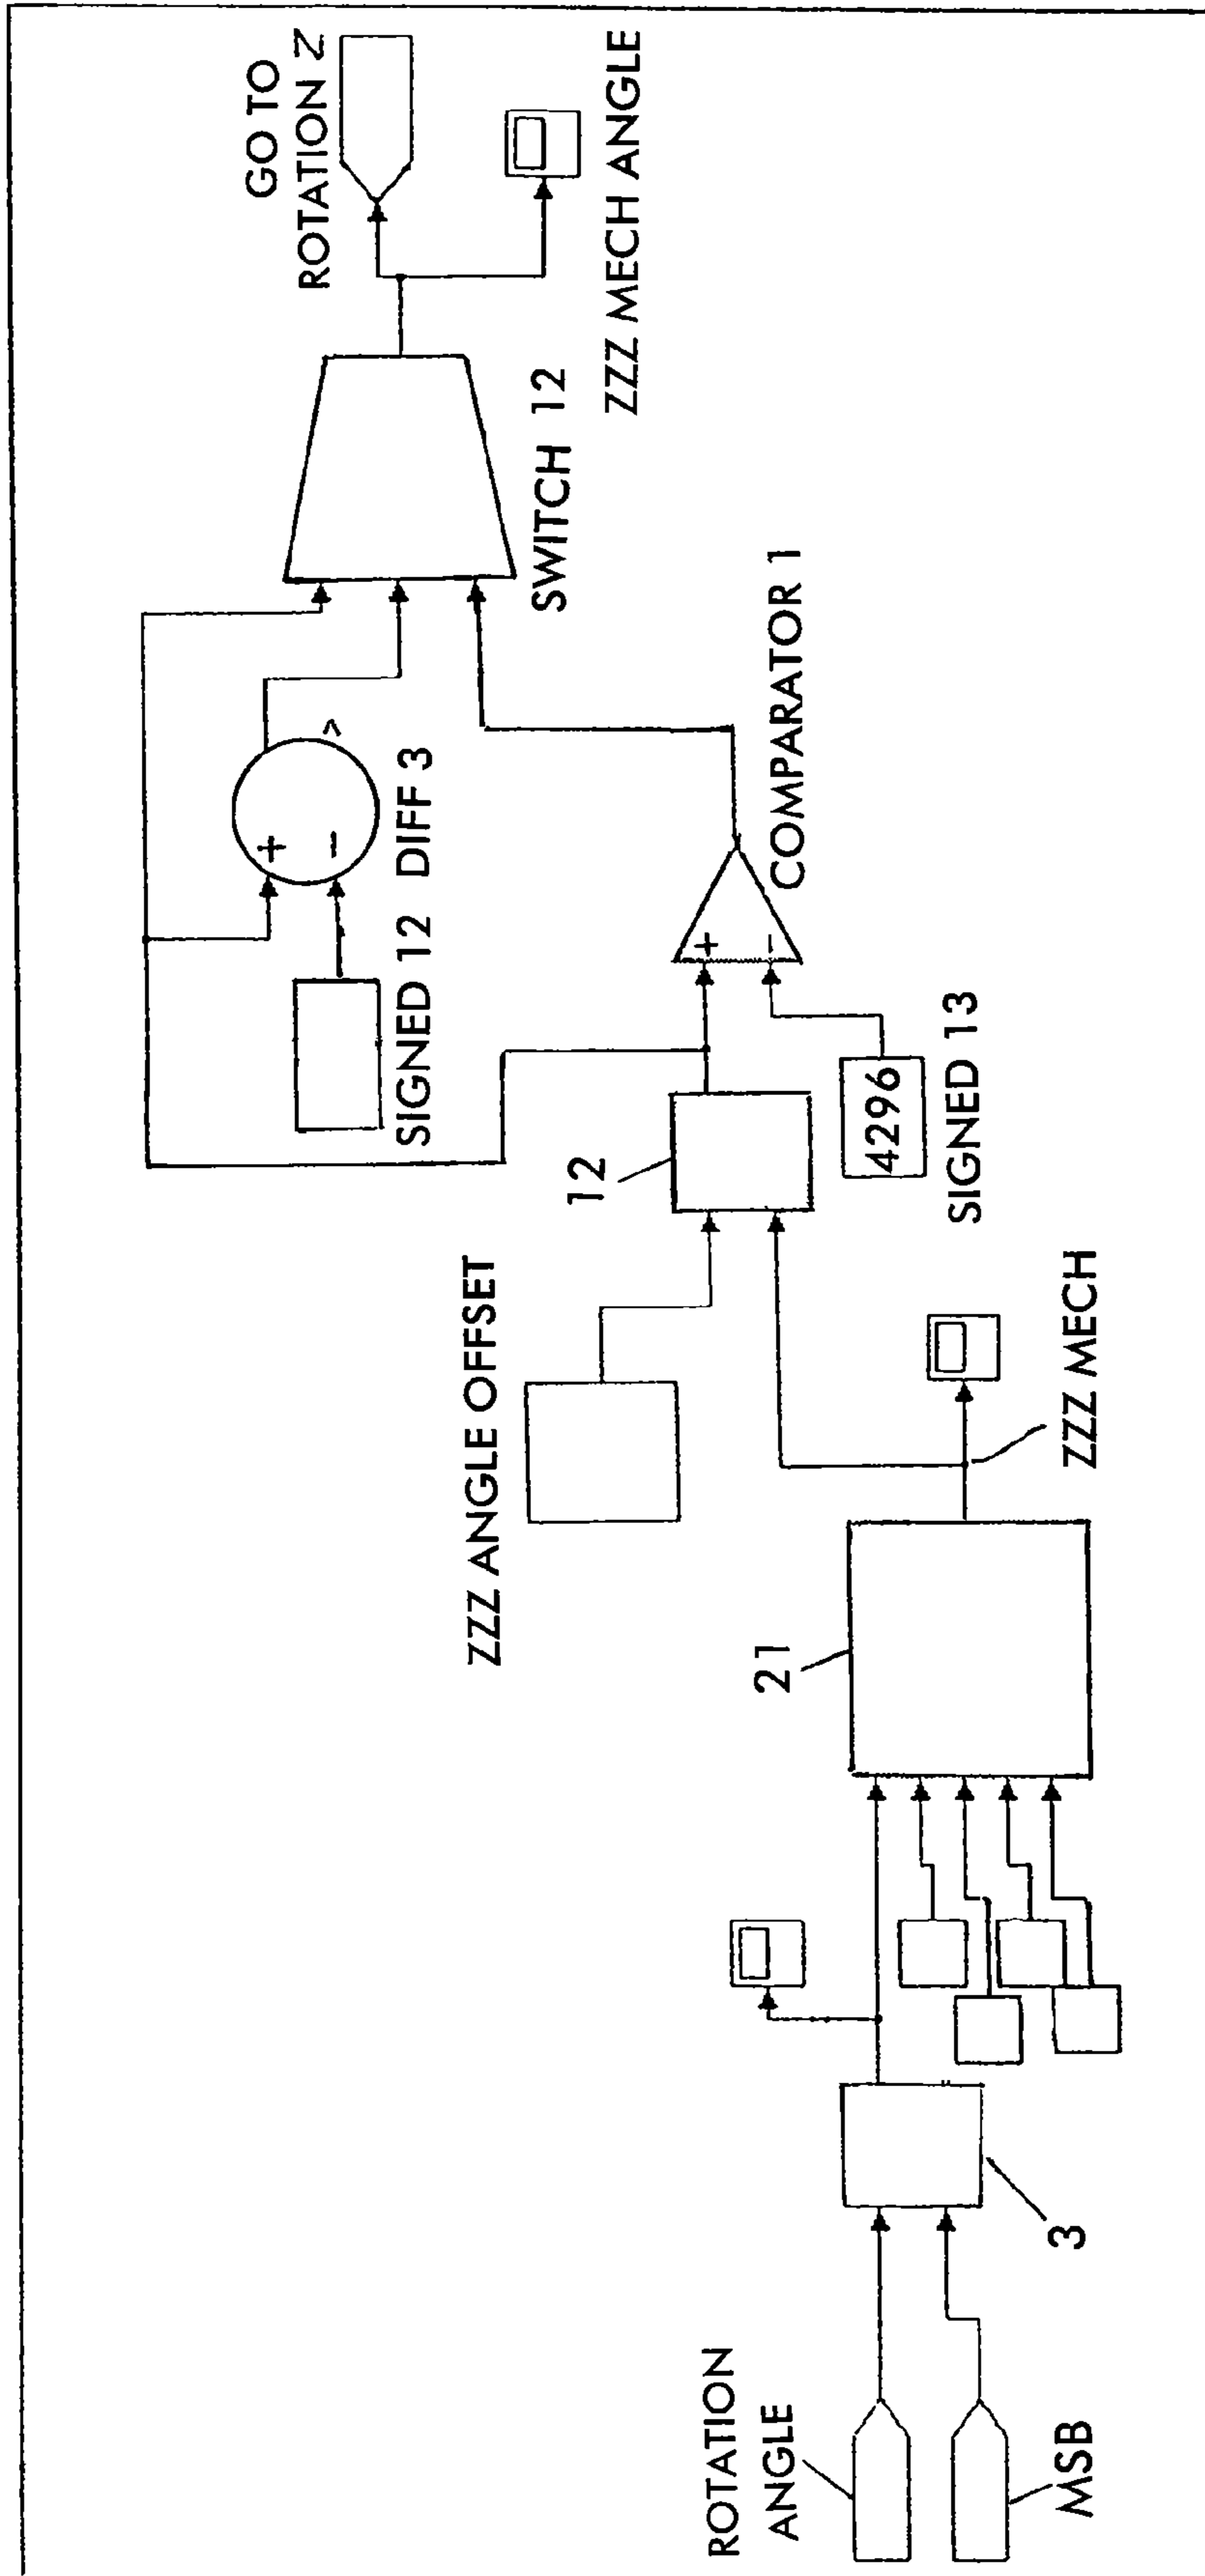 ROTATION
ANGLE
MSB
3
21
ZZZ MECH
ZZZ ANGLE OFFSET
12
4296
SIGNED 13
+
-
COMPARATOR 1
SIGNED 12
+
-
DIFF 3
SWITCH 12
GO TO
ROTATION Z
ZZZ MECH ANGLE